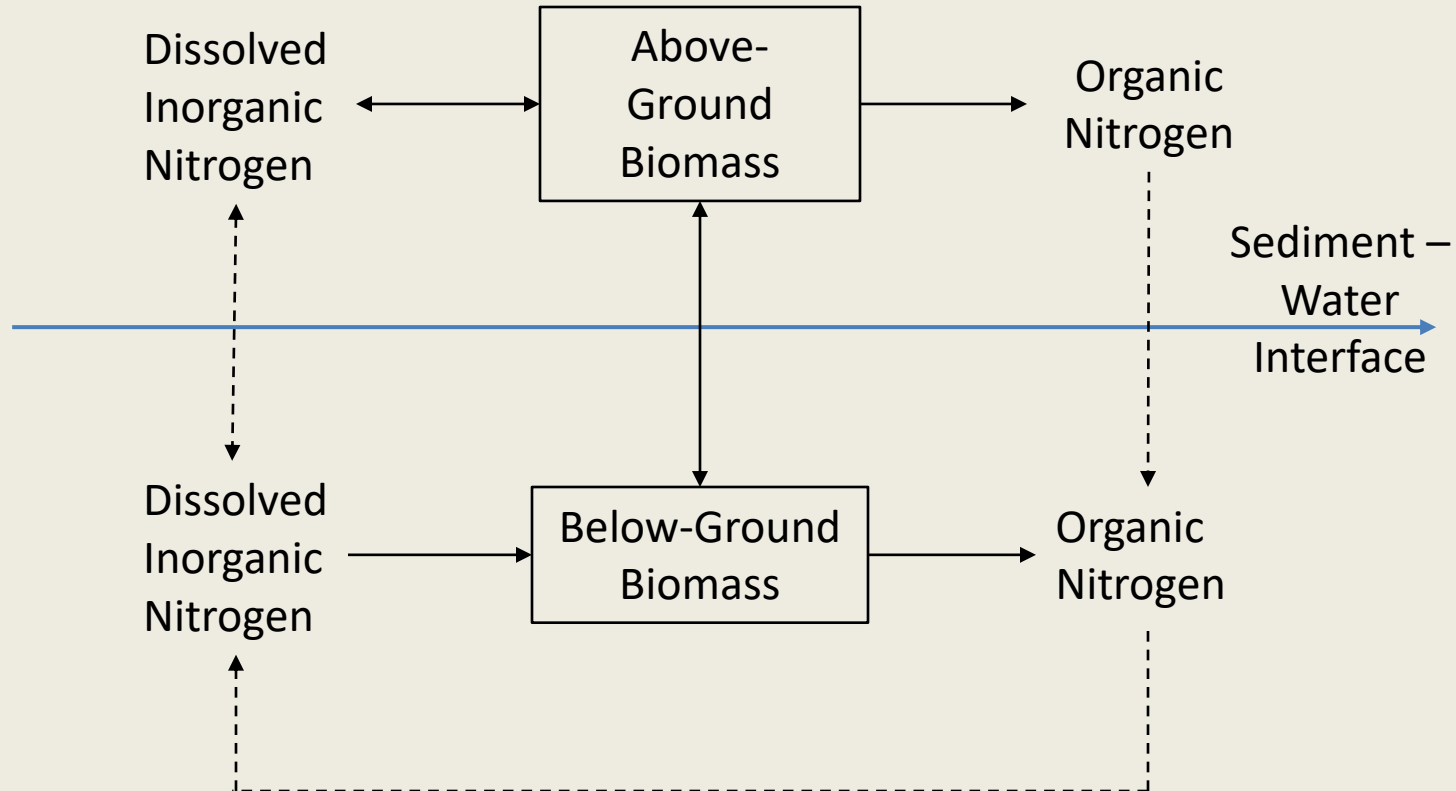 Dissolved
Inorganic
Nitrogen
Above-
Ground
Biomass
Organic
Nitrogen
Sediment –
Water
Interface
Dissolved
Inorganic
Nitrogen
Below-Ground
Biomass
Organic
Nitrogen